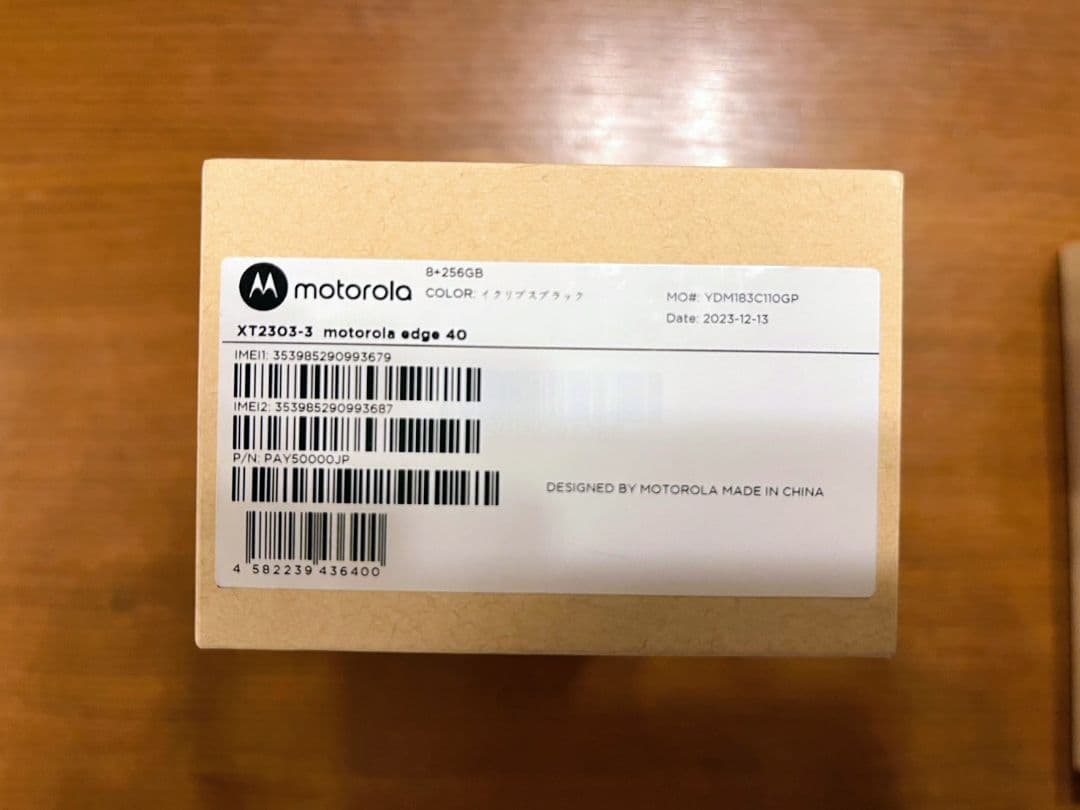 motorola
8+256GB
COLOR: イクリプスブラック
MO#: YDM183C110GP
Date: 2023-12-13
XT2303-3 motorola edge 40
IMEI1: 353985290993679
IMEI2: 353985290993687
P/N: PAY50000JP
DESIGNED BY MOTOROLA MADE IN CHINA
4 582239 436400